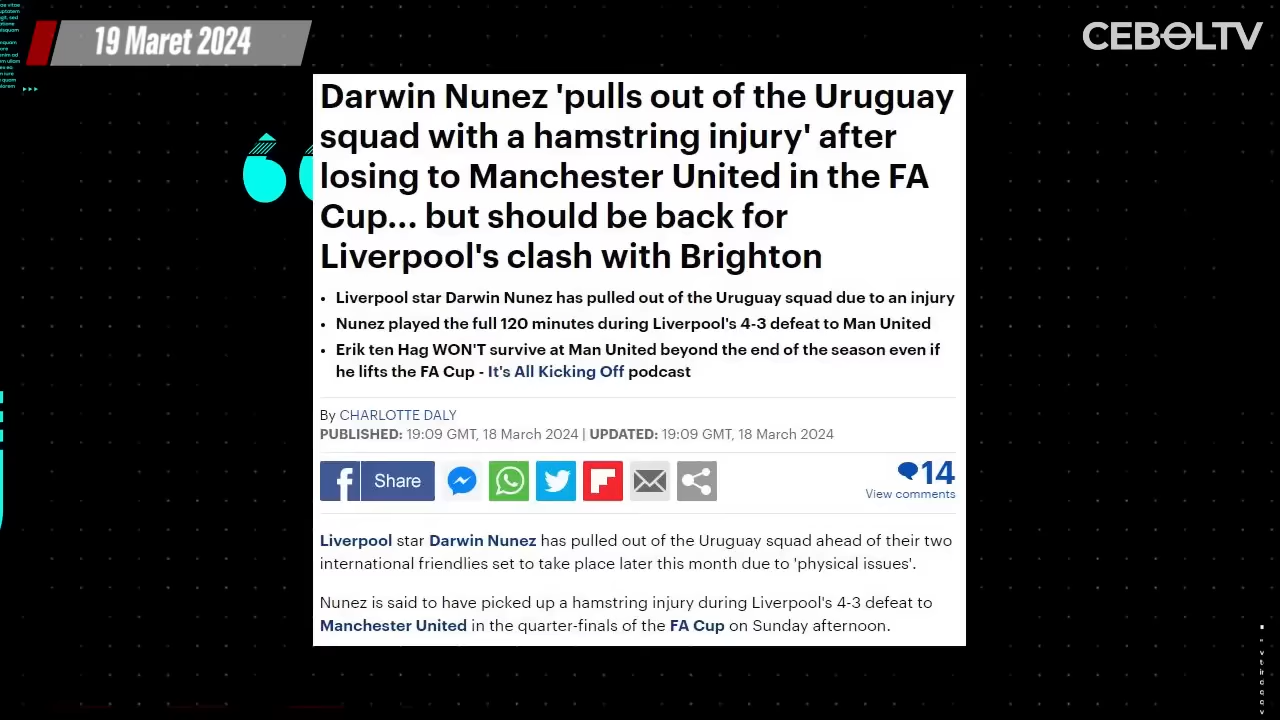 19 Maret 2024
CEBOLTV
Darwin Nunez 'pulls out of the Uruguay
squad with a hamstring injury' after
losing to Manchester United in the FA
Cup... but should be back for
Liverpool's clash with Brighton
• Liverpool star Darwin Nunez has pulled out of the Uruguay squad due to an injury
• Nunez played the full 120 minutes during Liverpool's 4-3 defeat to Man United
• Erik ten Hag WON'T survive at Man United beyond the end of the season even if
he lifts the FA Cup - It's All Kicking Off podcast
By CHARLOTTE DALY
PUBLISHED: 19:09 GMT, 18 March 2024 | UPDATED: 19:09 GMT, 18 March 2024
Share
14
View comments
Liverpool star Darwin Nunez has pulled out of the Uruguay squad ahead of their two
international friendlies set to take place later this month due to 'physical issues'.
Nunez is said to have picked up a hamstring injury during Liverpool's 4-3 defeat to
Manchester United in the quarter-finals of the FA Cup on Sunday afternoon.